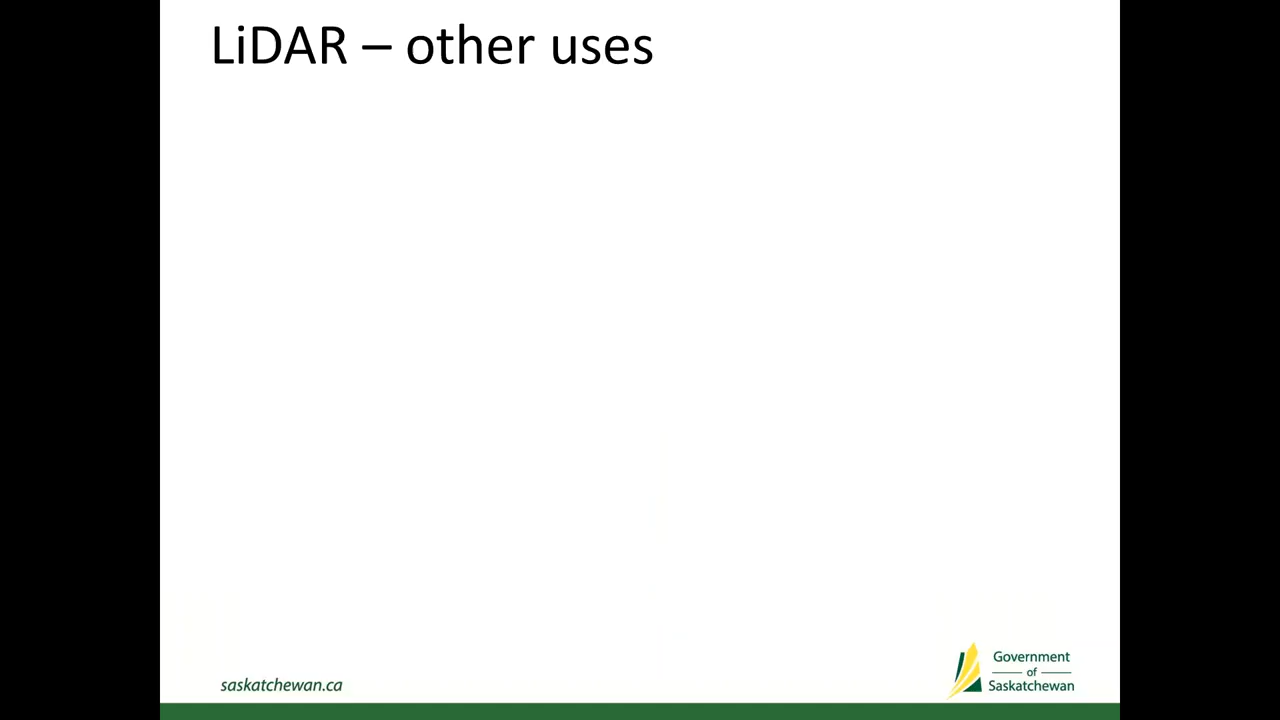 LiDAR – other uses
saskatchewan.ca
Government
of
Saskatchewan